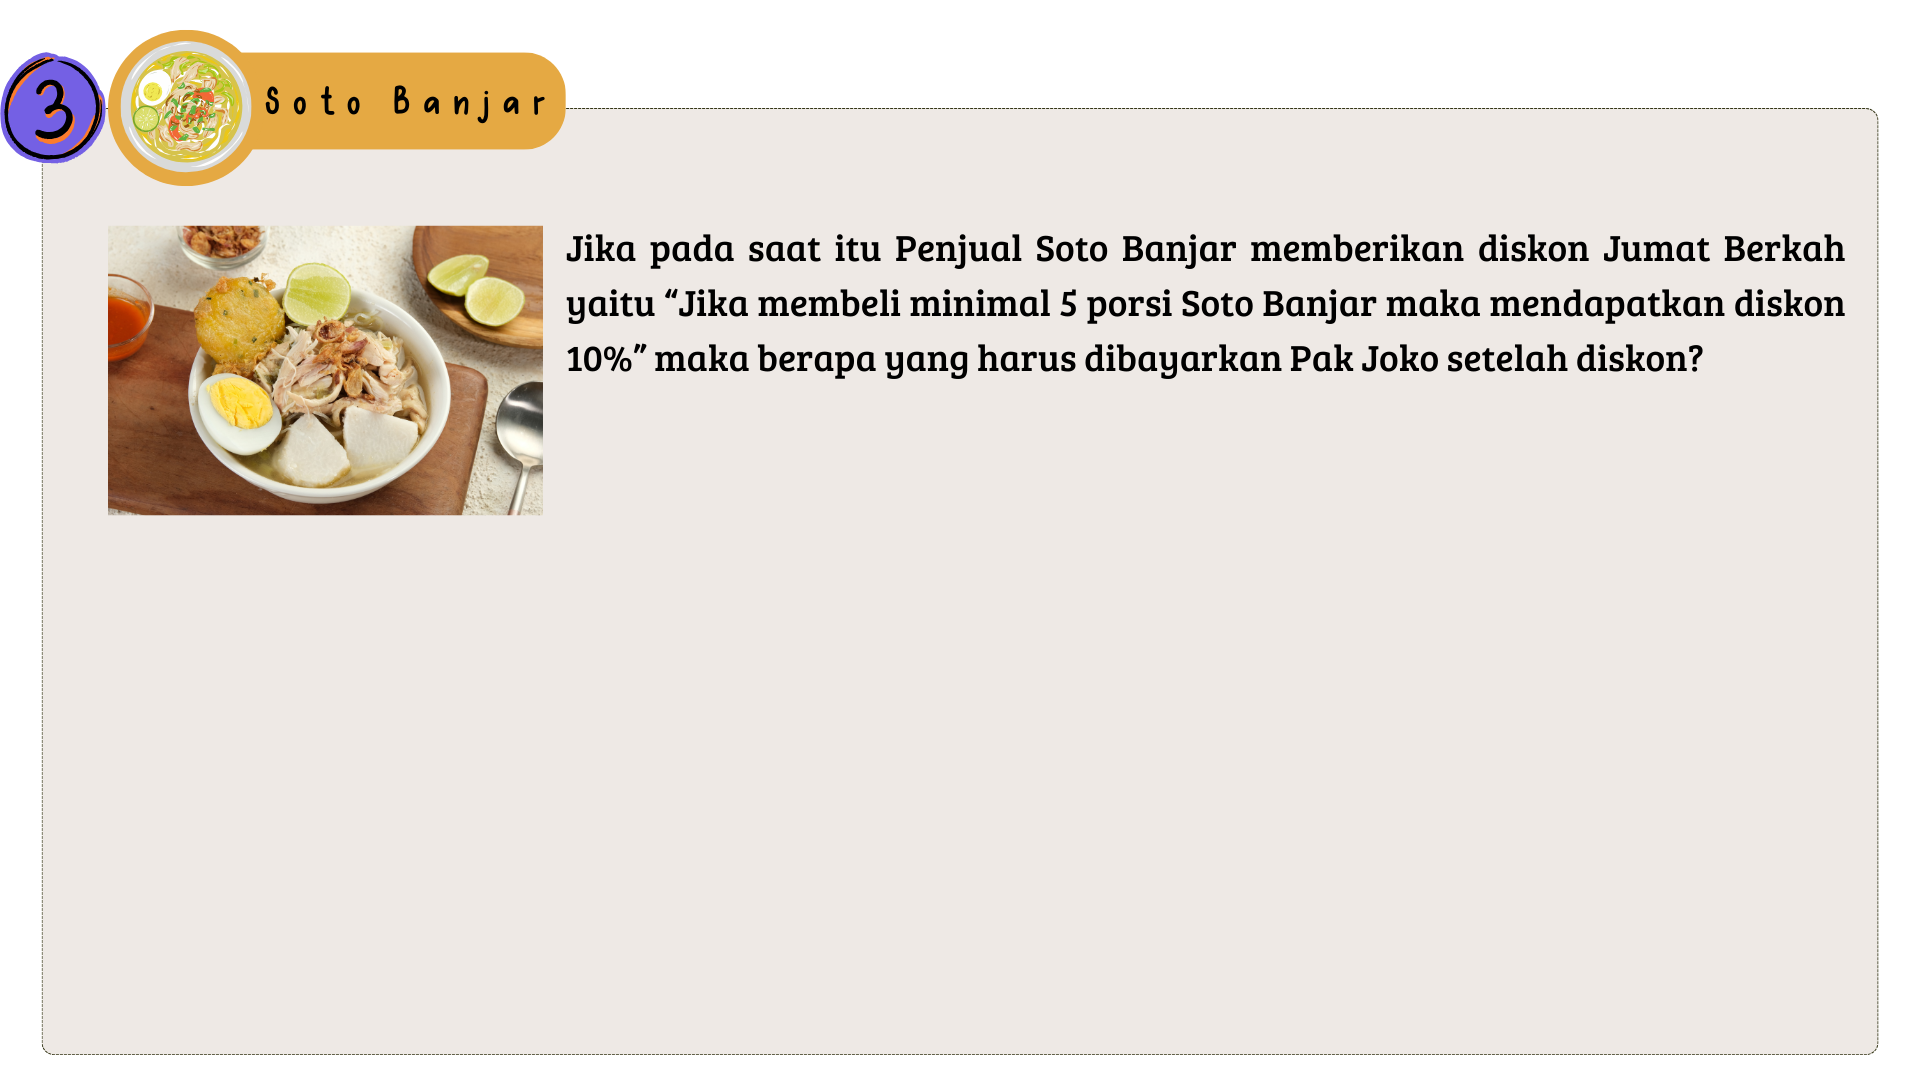 3
Soto Banjar
Jika pada saat itu Penjual Soto Banjar memberikan diskon Jumat Berkah
yaitu “Jika membeli minimal 5 porsi Soto Banjar maka mendapatkan diskon
10%” maka berapa yang harus dibayarkan Pak Joko setelah diskon?